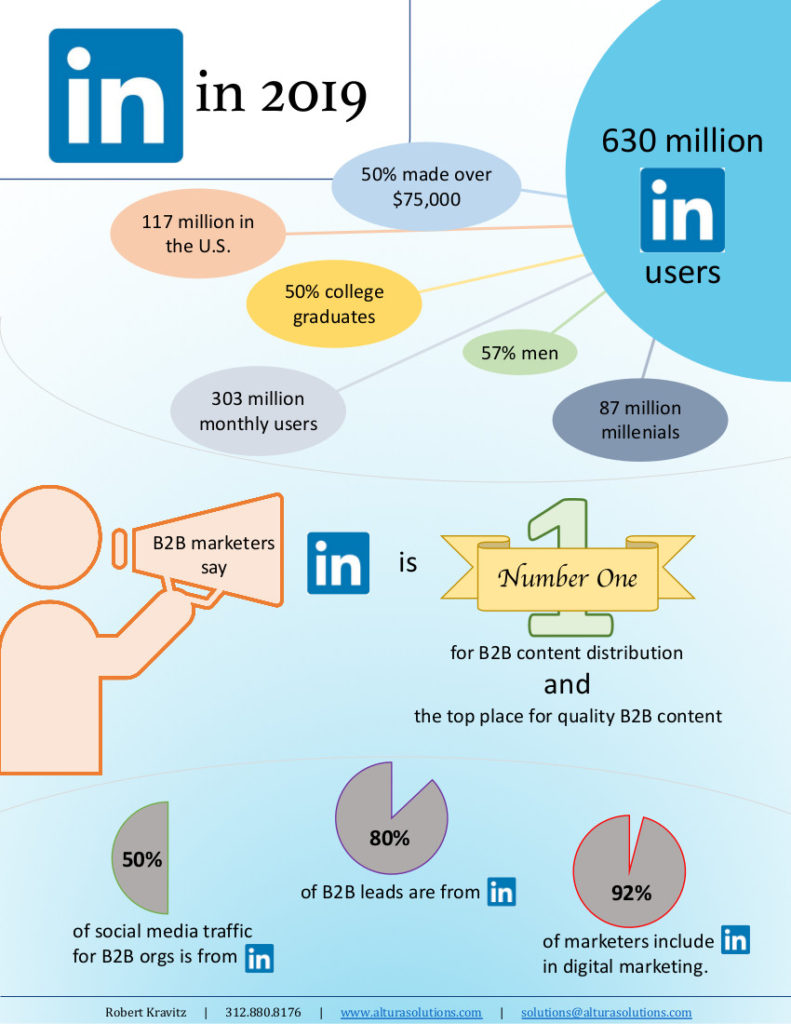 in in 2019
630 million
in
users
50% made over
$75,000
117 million in
the U.S.
50% college
graduates
57% men
303 million
monthly users
87 million
millenials
B2B marketers
say
in is
1
Number One
for B2B content distribution
and
the top place for quality B2B content
50%
of social media traffic
for B2B orgs is from in
80%
of B2B leads are from in
92%
of marketers include in
in digital marketing.
Robert Kravitz | 312.880.8176 | www.alturasolutions.com | solutions@alturasolutions.com